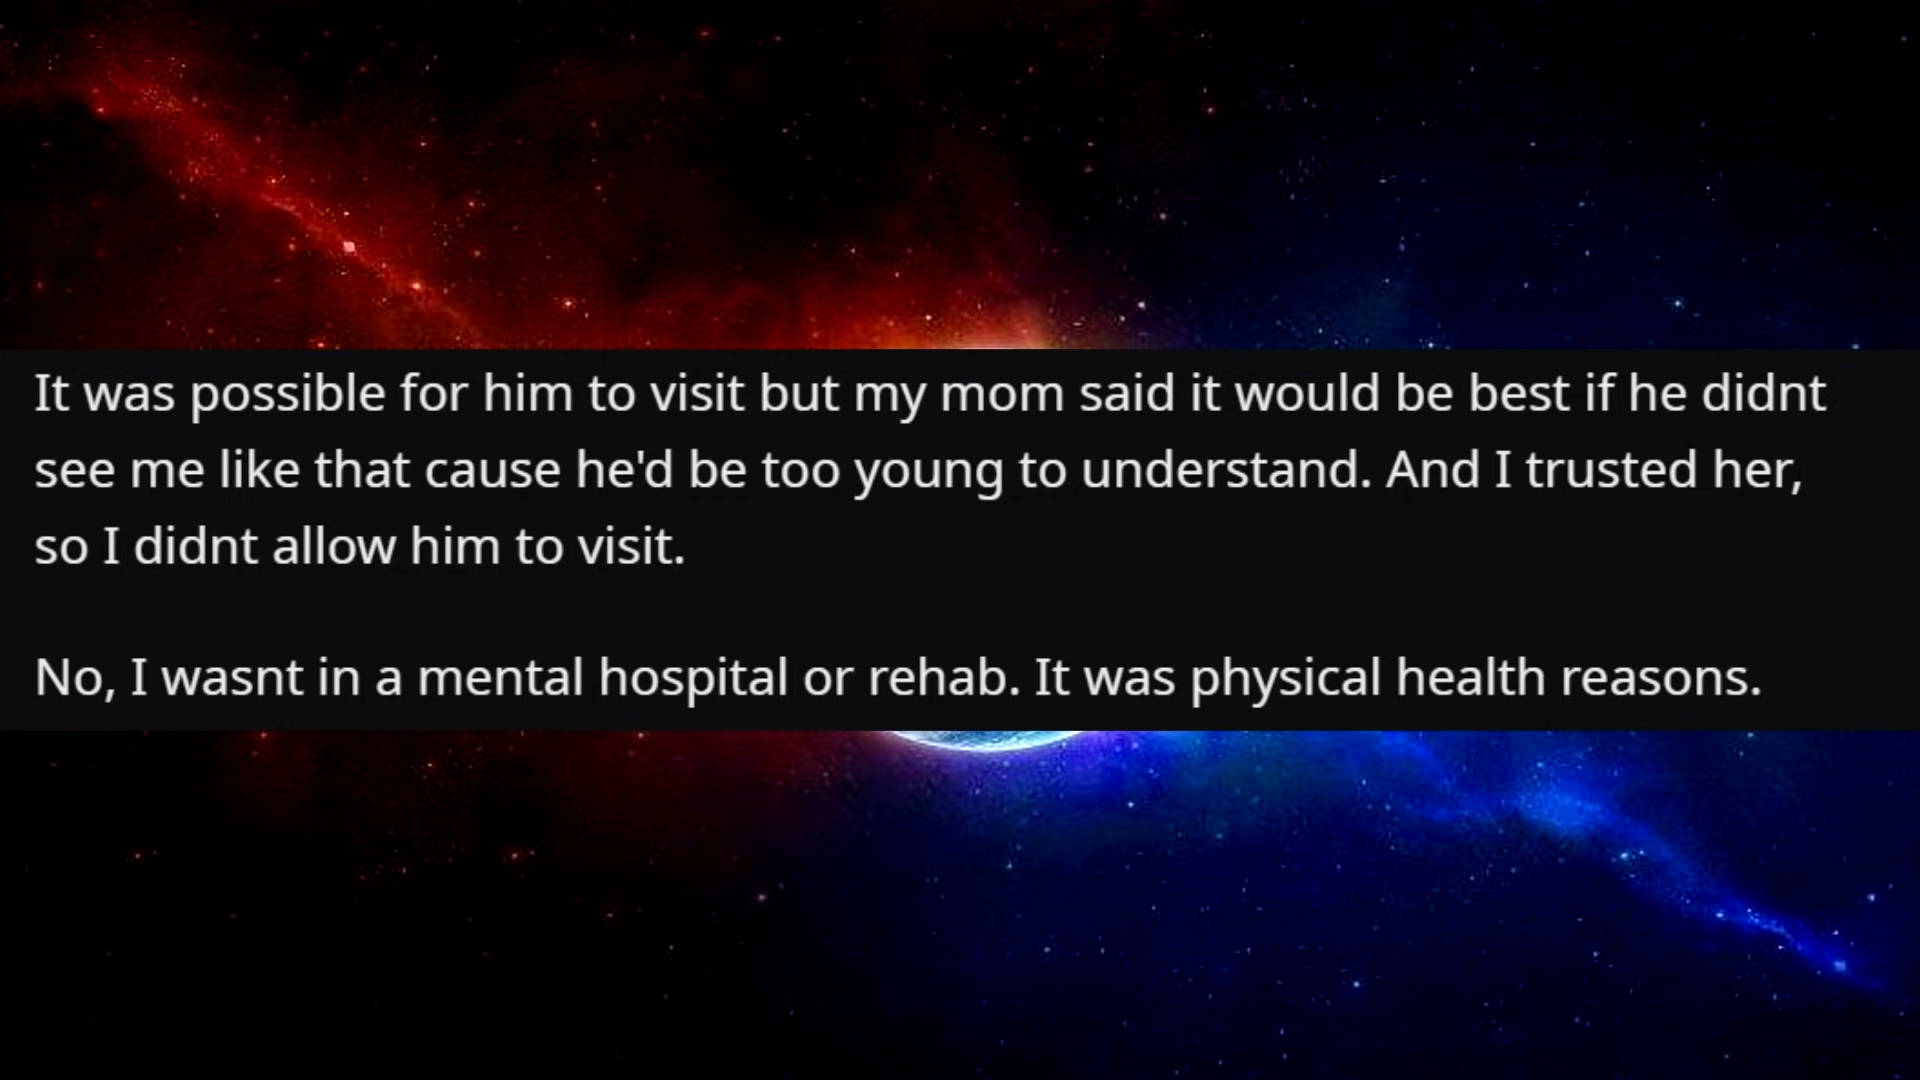 It was possible for him to visit but my mom said it would be best if he didnt
see me like that cause he'd be too young to understand. And I trusted her,
so I didnt allow him to visit.
No, I wasnt in a mental hospital or rehab. It was physical health reasons.